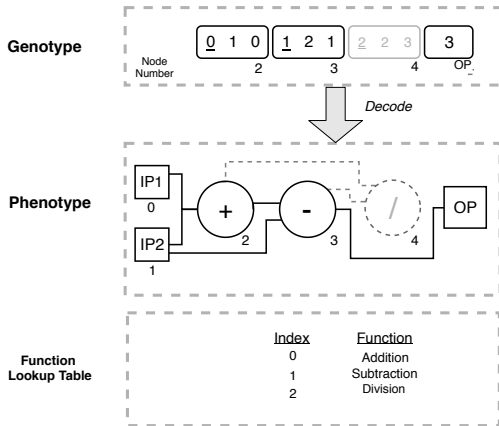 Genotype
0 1 0 1 2 1 2 2 3 3
Node Number 2 3 4 OP
Decode
Phenotype
IP1 0
+ 2 - 3 / 4 OP
IP2 1
Function Lookup Table
Index Function
0 Addition
1 Subtraction
2 Division